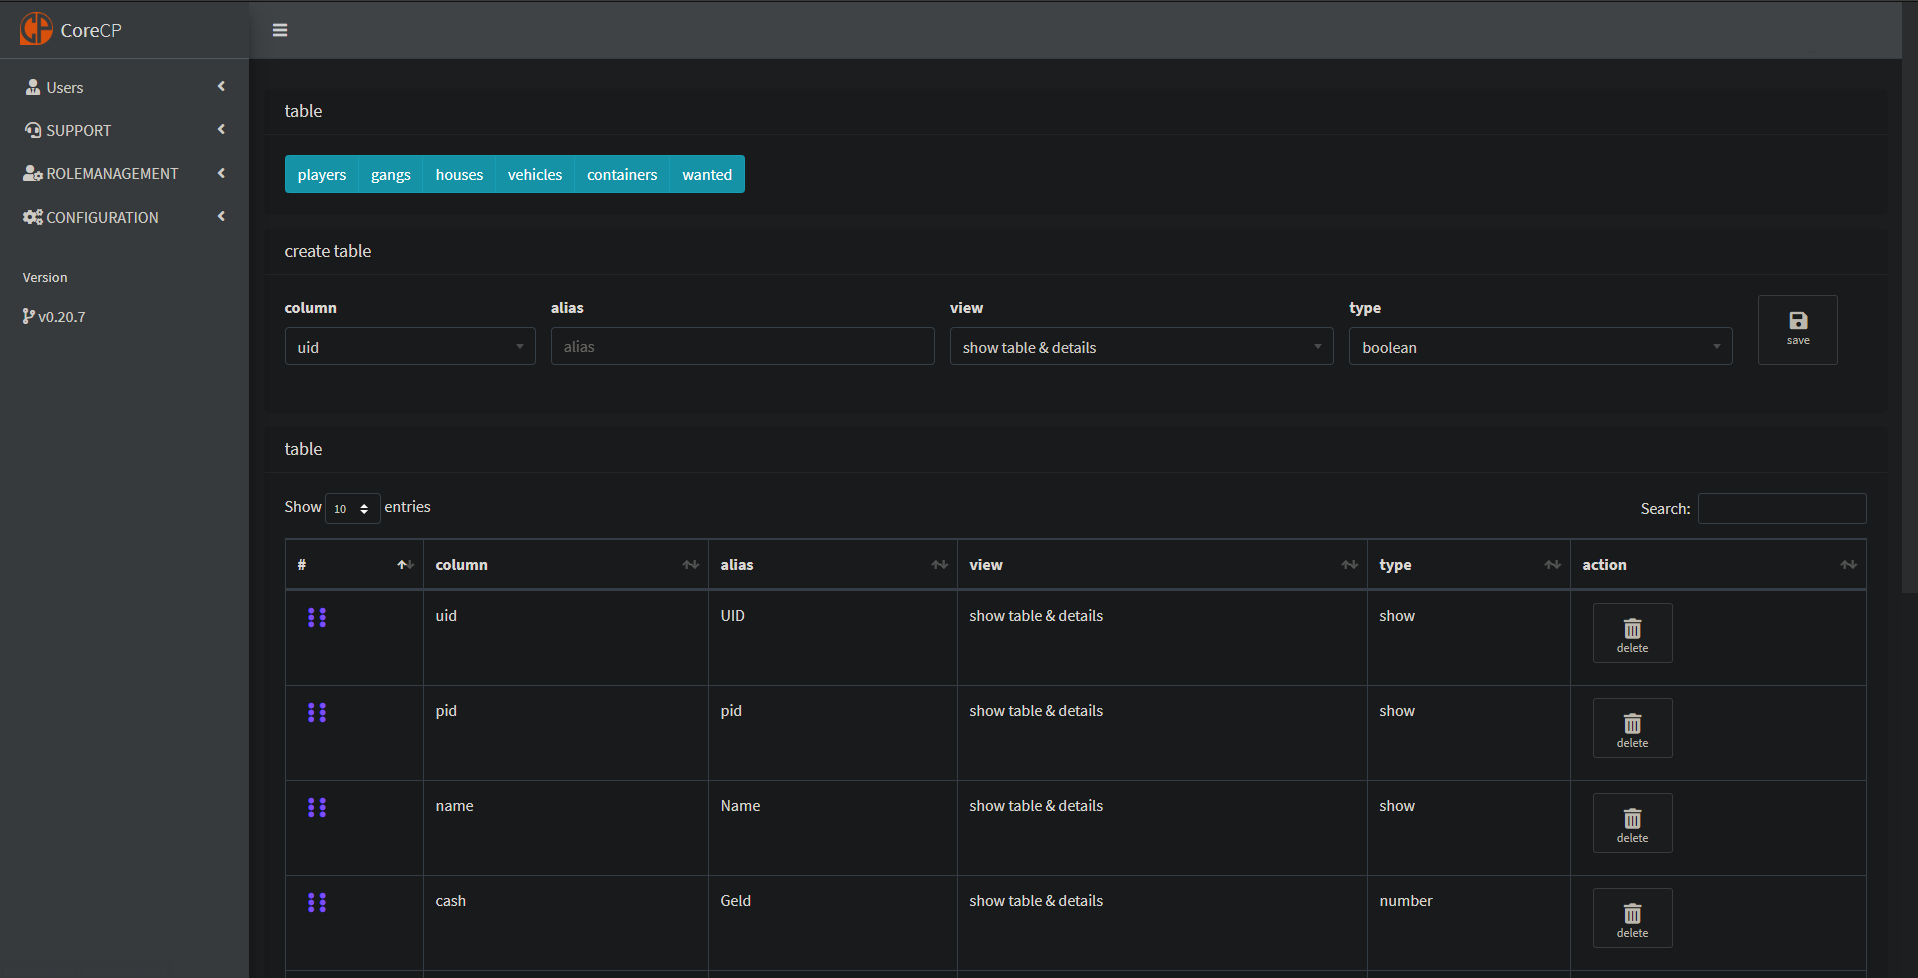 CoreCP
Users
SUPPORT
ROLEMANAGEMENT
CONFIGURATION
Version
v0.20.7
table
players gangs houses vehicles containers wanted
create table
column alias view type
uid alias show table & details boolean save
table
Show 10 entries Search:
# column alias view type action
uid UID show table & details show delete
pid pid show table & details show delete
name Name show table & details show delete
cash Geld show table & details number delete